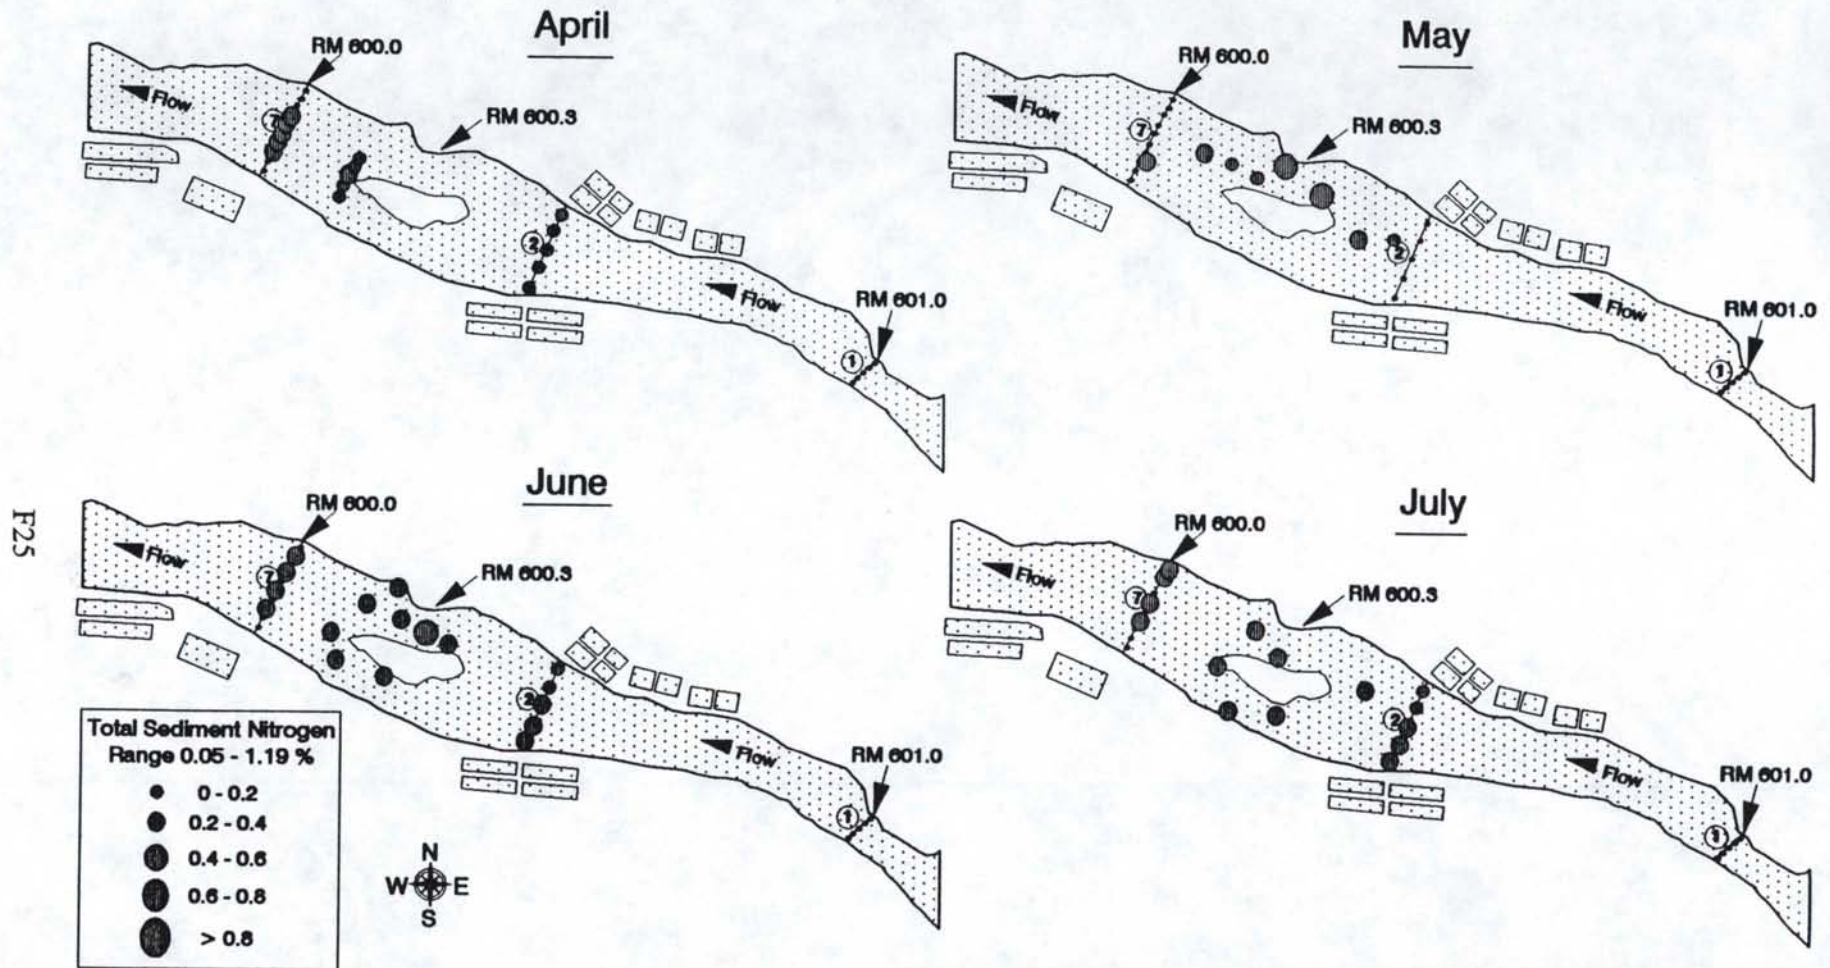 April
RM 600.0
RM 600.3
Flow
7
2
Flow
RM 601.0
1
May
RM 600.0
RM 600.3
Flow
7
2
Flow
RM 601.0
1
June
RM 600.0
RM 600.3
Flow
7
2
Flow
RM 601.0
1
July
RM 600.0
RM 600.3
Flow
7
2
Flow
RM 601.0
1
Total Sediment Nitrogen
Range 0.05 - 1.19 %
0 - 0.2
0.2 - 0.4
0.4 - 0.6
0.6 - 0.8
> 0.8
N
W E
S
F25